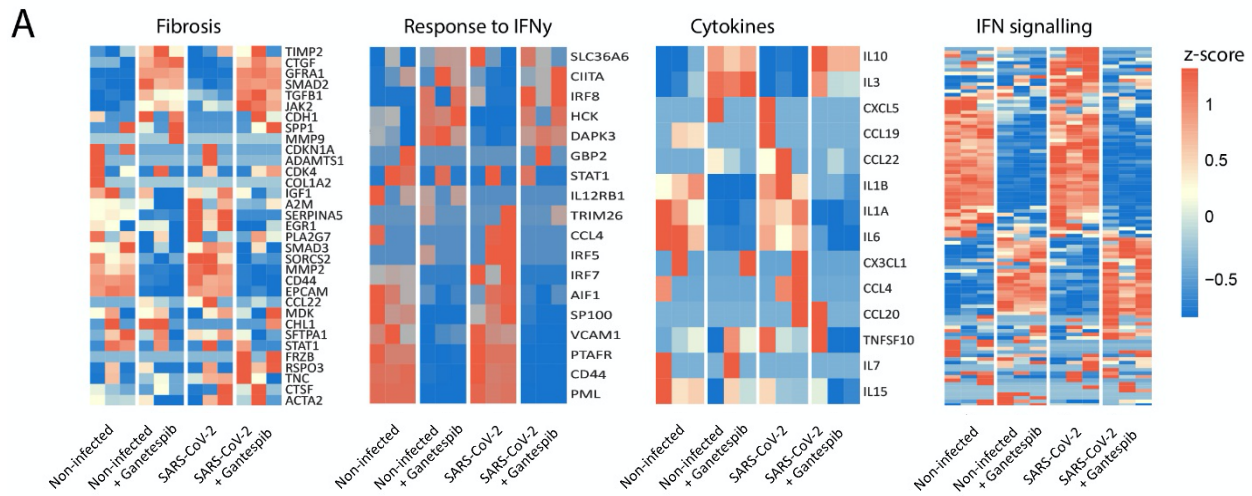 A
Fibrosis
TIMP2
CTGF
GFRA1
SMAD2
TGFB1
JAK2
CDH1
SPP1
MMP9
CDKN1A
ADAMTS1
CDK4
COL1A2
IGF1
A2M
SERPINA5
EGR1
PLA2G7
SMAD3
SORCS2
MMP2
CD44
EPCAM
CCL22
MDK
CHL1
SFTPA1
STAT1
FRZB
RSPO3
TNC
CTSF
ACTA2
Non-infected
Non-infected
+ Ganetespib
SARS-CoV-2
SARS-CoV-2
+ Gantespib
Response to IFNy
SLC36A6
CIITA
IRF8
HCK
DAPK3
GBP2
STAT1
IL12RB1
TRIM26
CCL4
IRF5
IRF7
AIF1
SP100
VCAM1
PTAFR
CD44
PML
Non-infected
Non-infected
+ Ganetespib
SARS-CoV-2
SARS-CoV-2
+ Gantespib
Cytokines
IL10
IL3
CXCL5
CCL19
CCL22
IL1B
IL1A
IL6
CX3CL1
CCL4
CCL20
TNFSF10
IL7
IL15
Non-infected
Non-infected
+ Ganetespib
SARS-CoV-2
SARS-CoV-2
+ Gantespib
IFN signalling
Non-infected
Non-infected
+ Ganetespib
SARS-CoV-2
SARS-CoV-2
+ Gantespib
z-score
1
0.5
0
−0.5